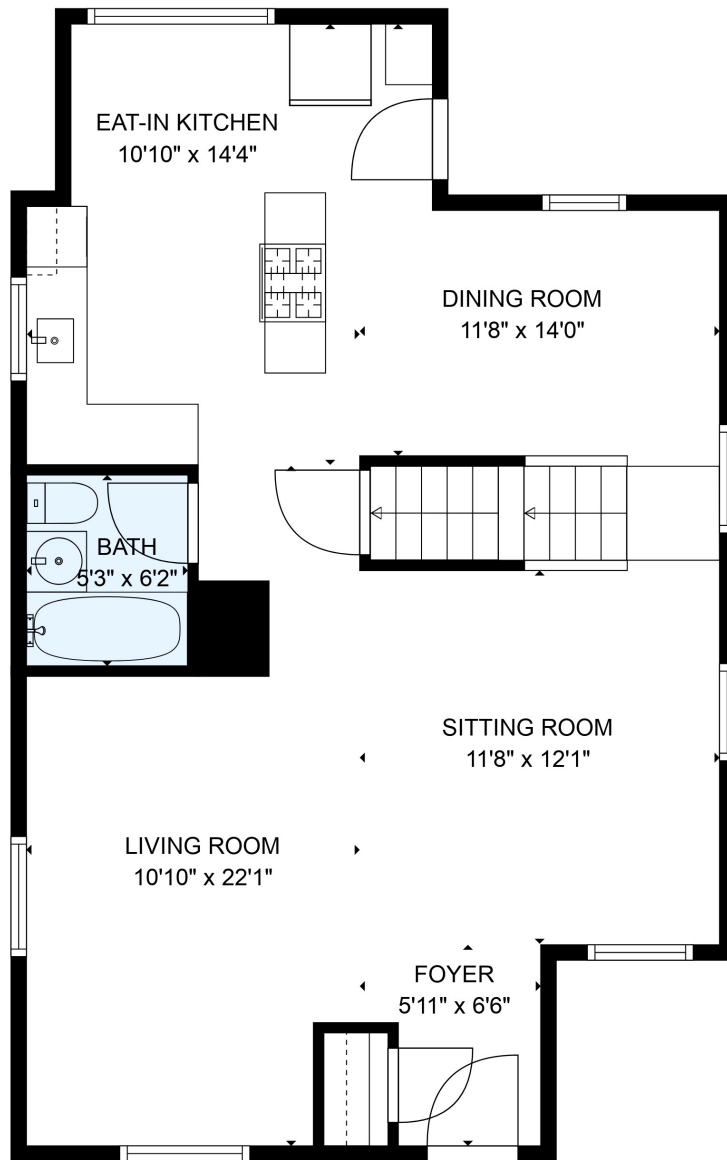 EAT-IN KITCHEN
10'10" x 14'4"
DINING ROOM
11'8" x 14'0"
BATH
5'3" x 6'2"
SITTING ROOM
11'8" x 12'1"
LIVING ROOM
10'10" x 22'1"
FOYER
5'11" x 6'6"